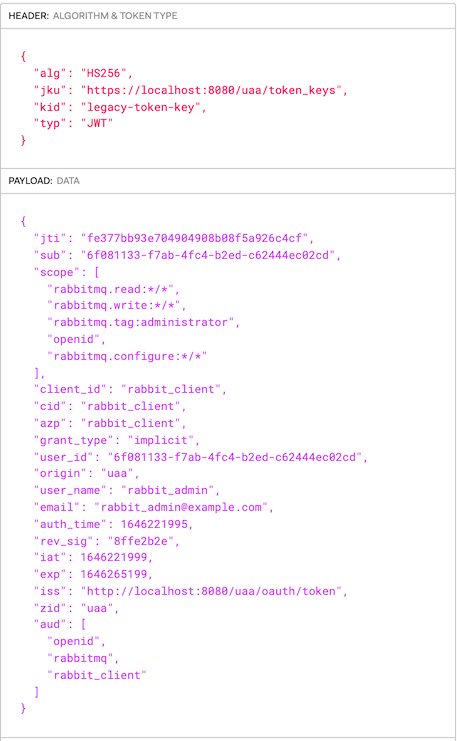 HEADER: ALGORITHM & TOKEN TYPE
{
"alg": "HS256",
"jku": "https://localhost:8080/uaa/token_keys",
"kid": "legacy-token-key",
"typ": "JWT"
}
PAYLOAD: DATA
{
"jti": "fe377bb93e704904908b08f5a926c4cf",
"sub": "6f081133-f7ab-4fc4-b2ed-c62444ec02cd",
"scope": [
"rabbitmq.read:*/*",
"rabbitmq.write:*/*",
"rabbitmq.tag:administrator",
"openid",
"rabbitmq.configure:*/*"
],
"client_id": "rabbit_client",
"cid": "rabbit_client",
"azp": "rabbit_client",
"grant_type": "implicit",
"user_id": "6f081133-f7ab-4fc4-b2ed-c62444ec02cd",
"origin": "uaa",
"user_name": "rabbit_admin",
"email": "rabbit_admin@example.com",
"auth_time": 1646221995,
"rev_sig": "8ffe2b2e",
"iat": 1646221999,
"exp": 1646265199,
"iss": "http://localhost:8080/uaa/oauth/token",
"zid": "uaa",
"aud": [
"openid",
"rabbitmq",
"rabbit_client"
]
}